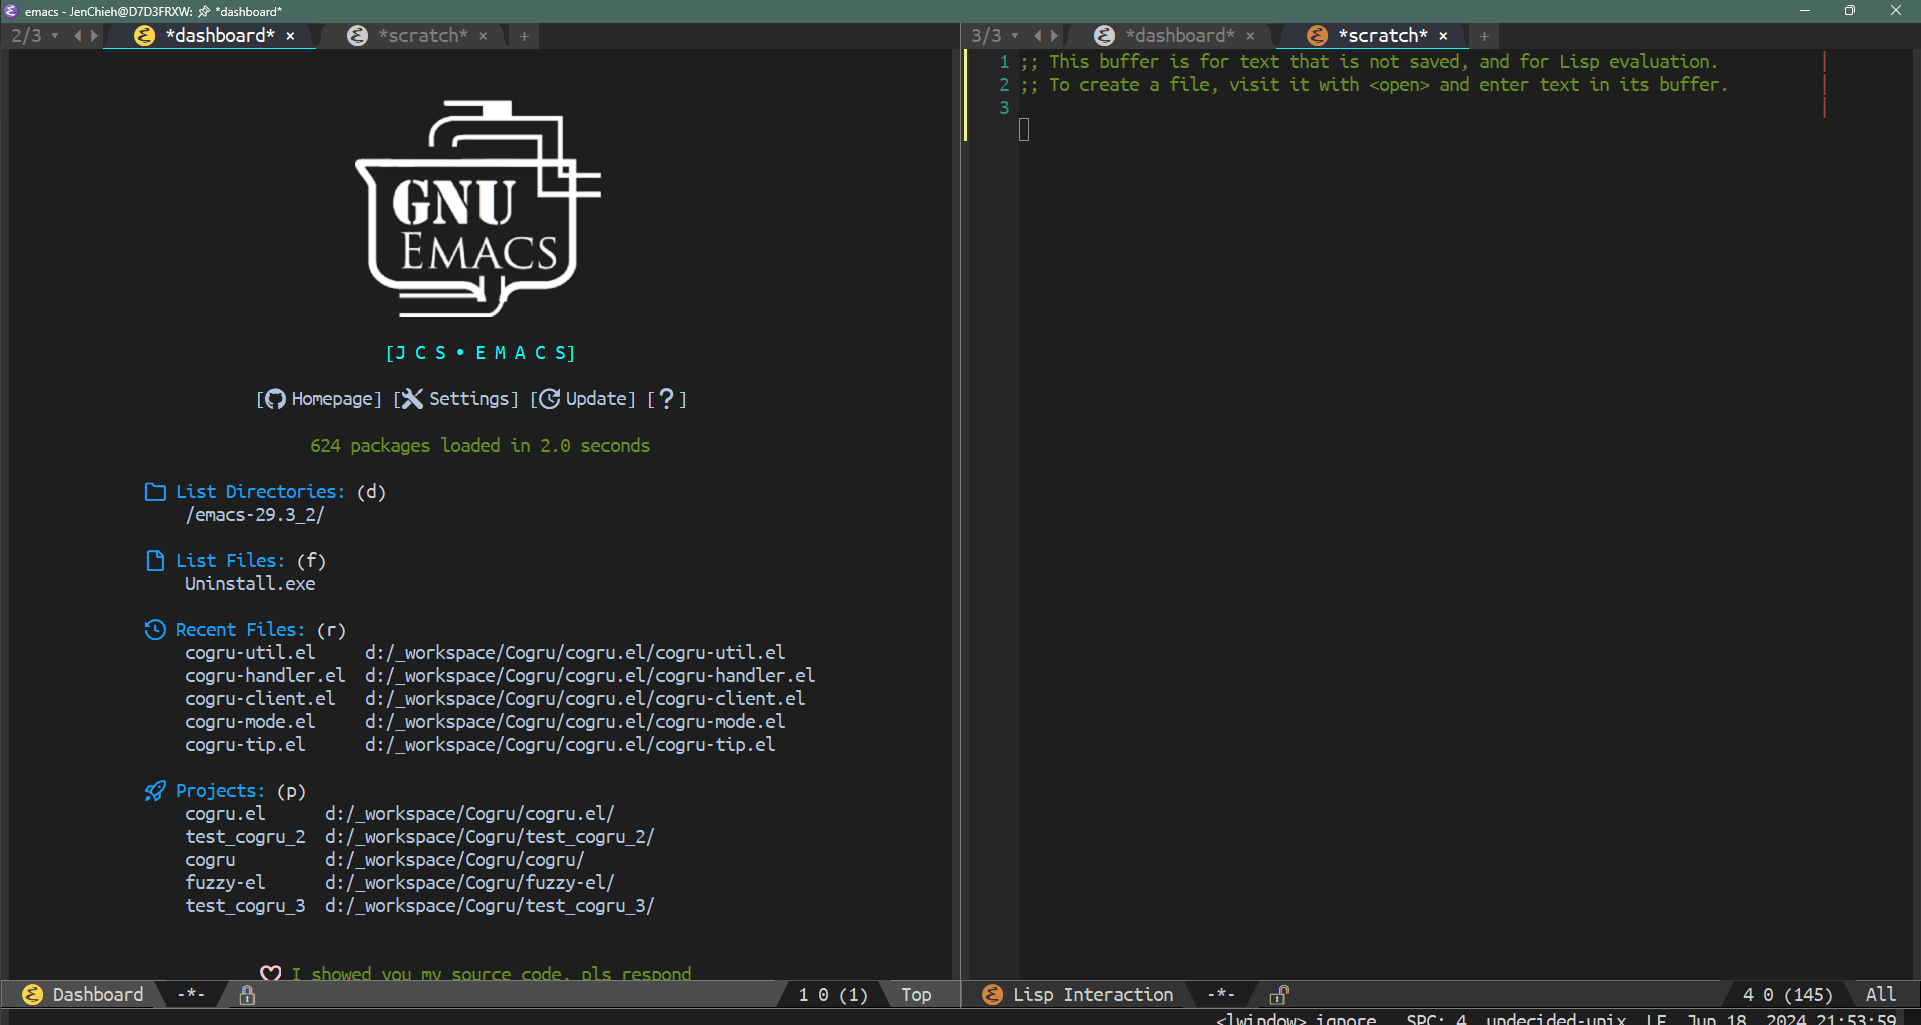 emacs - JenChieh@D7D3FRXW: *dashboard*
2/3 *dashboard* × *scratch* × +
GNU
EMACS
[J C S • E M A C S]
[Homepage] [Settings] [Update] [?]
624 packages loaded in 2.0 seconds
List Directories: (d)
/emacs-29.3_2/
List Files: (f)
Uninstall.exe
Recent Files: (r)
cogru-util.el d:/_workspace/Cogru/cogru.el/cogru-util.el
cogru-handler.el d:/_workspace/Cogru/cogru.el/cogru-handler.el
cogru-client.el d:/_workspace/Cogru/cogru.el/cogru-client.el
cogru-mode.el d:/_workspace/Cogru/cogru.el/cogru-mode.el
cogru-tip.el d:/_workspace/Cogru/cogru.el/cogru-tip.el
Projects: (p)
cogru.el d:/_workspace/Cogru/cogru.el/
test_cogru_2 d:/_workspace/Cogru/test_cogru_2/
cogru d:/_workspace/Cogru/cogru/
fuzzy-el d:/_workspace/Cogru/fuzzy-el/
test_cogru_3 d:/_workspace/Cogru/test_cogru_3/
I showed you my source code, pls respond
Dashboard -*- 1 0 (1) Top
3/3 *dashboard* × *scratch* × +
1 ;; This buffer is for text that is not saved, and for Lisp evaluation.
2 ;; To create a file, visit it with <open> and enter text in its buffer.
3
Lisp Interaction -*- 4 0 (145) All
<lwindow> ignore SPC: 4 undecided-unix LF Jun 18, 2024 21:53:59